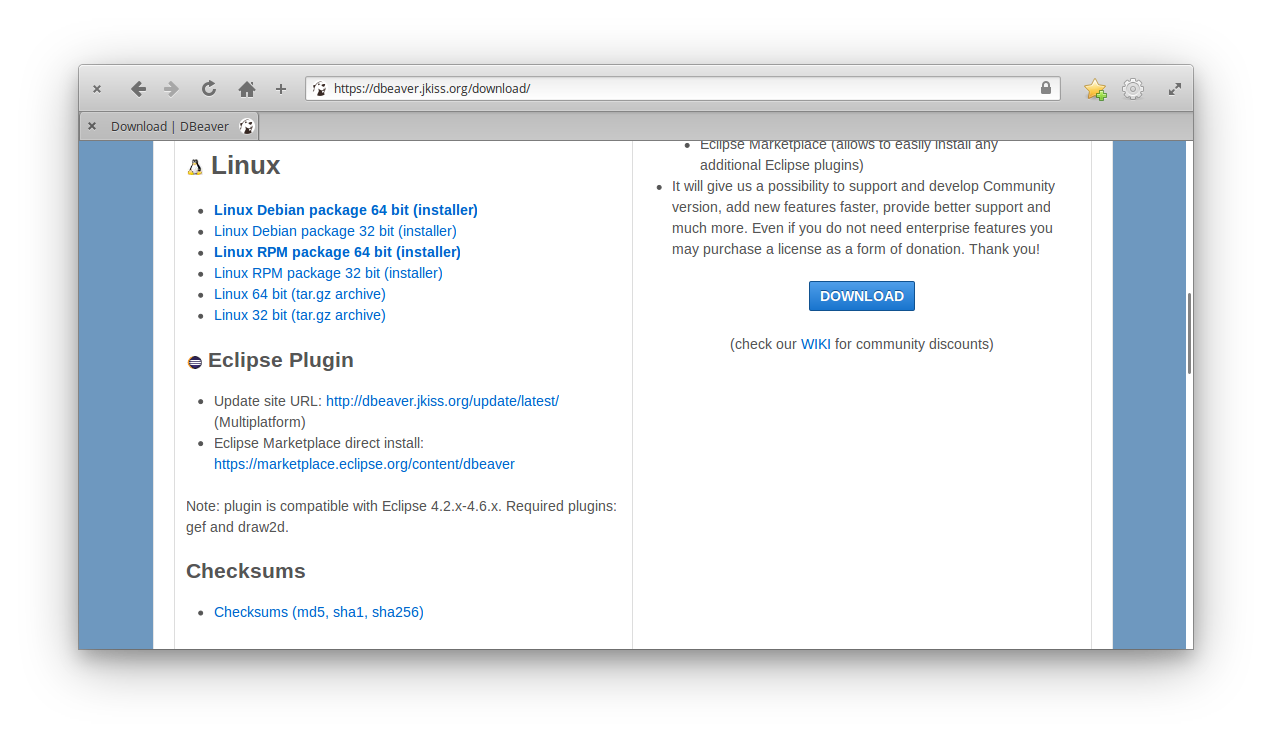 https://dbeaver.jkiss.org/download/
Download | DBeaver
Linux
Linux Debian package 64 bit (installer)
Linux Debian package 32 bit (installer)
Linux RPM package 64 bit (installer)
Linux RPM package 32 bit (installer)
Linux 64 bit (tar.gz archive)
Linux 32 bit (tar.gz archive)
Eclipse Plugin
Update site URL: http://dbeaver.jkiss.org/update/latest/
(Multiplatform)
Eclipse Marketplace direct install:
https://marketplace.eclipse.org/content/dbeaver
Note: plugin is compatible with Eclipse 4.2.x-4.6.x. Required plugins:
gef and draw2d.
Checksums
Checksums (md5, sha1, sha256)
Eclipse Marketplace (allows to easily install any
additional Eclipse plugins)
It will give us a possibility to support and develop Community
version, add new features faster, provide better support and
much more. Even if you do not need enterprise features you
may purchase a license as a form of donation. Thank you!
DOWNLOAD
(check our WIKI for community discounts)